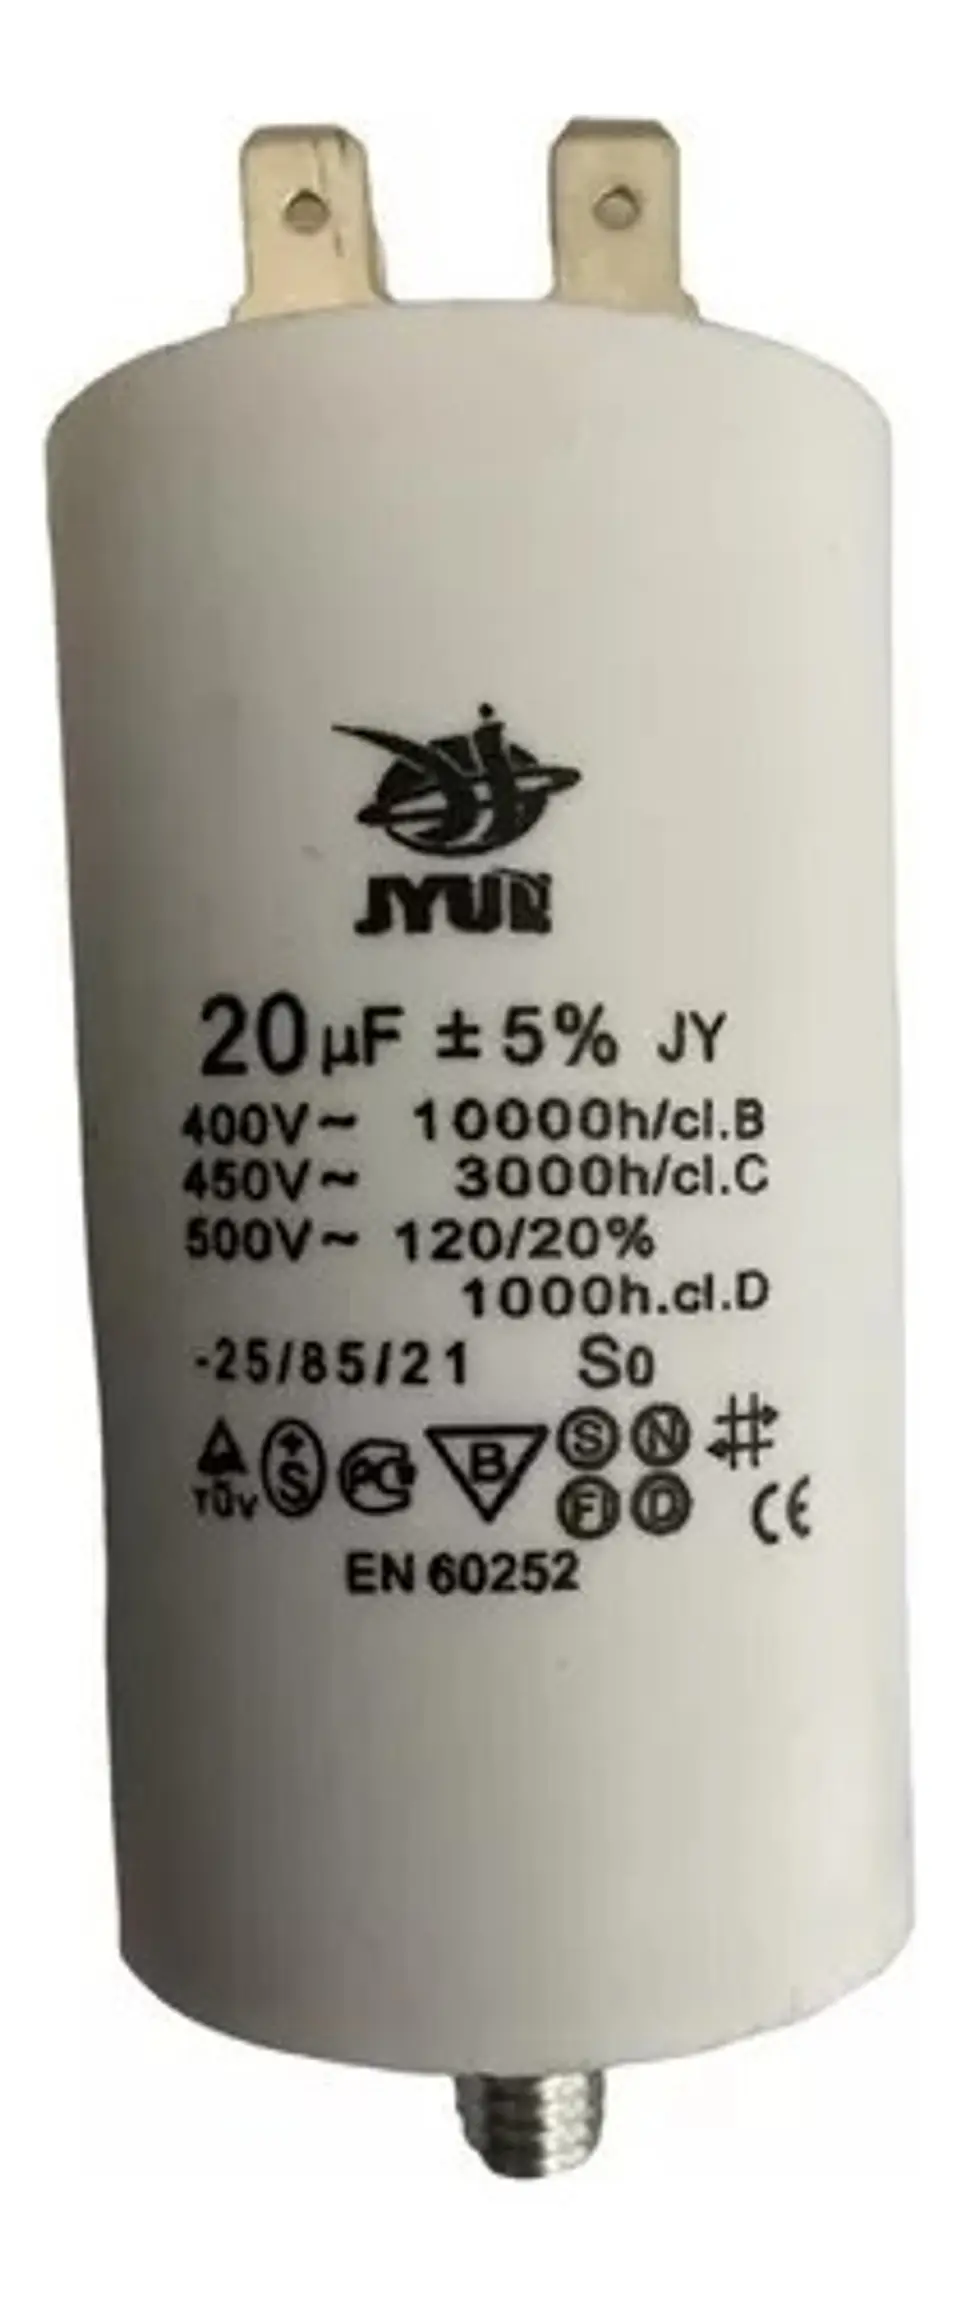 JYUN
20µF ±5% JY
400V~ 10000h/cl.B
450V~ 3000h/cl.C
500V~ 120/20%
1000h.cl.D
-25/85/21 S0
TÜV +S PC B S N F D CE
EN 60252